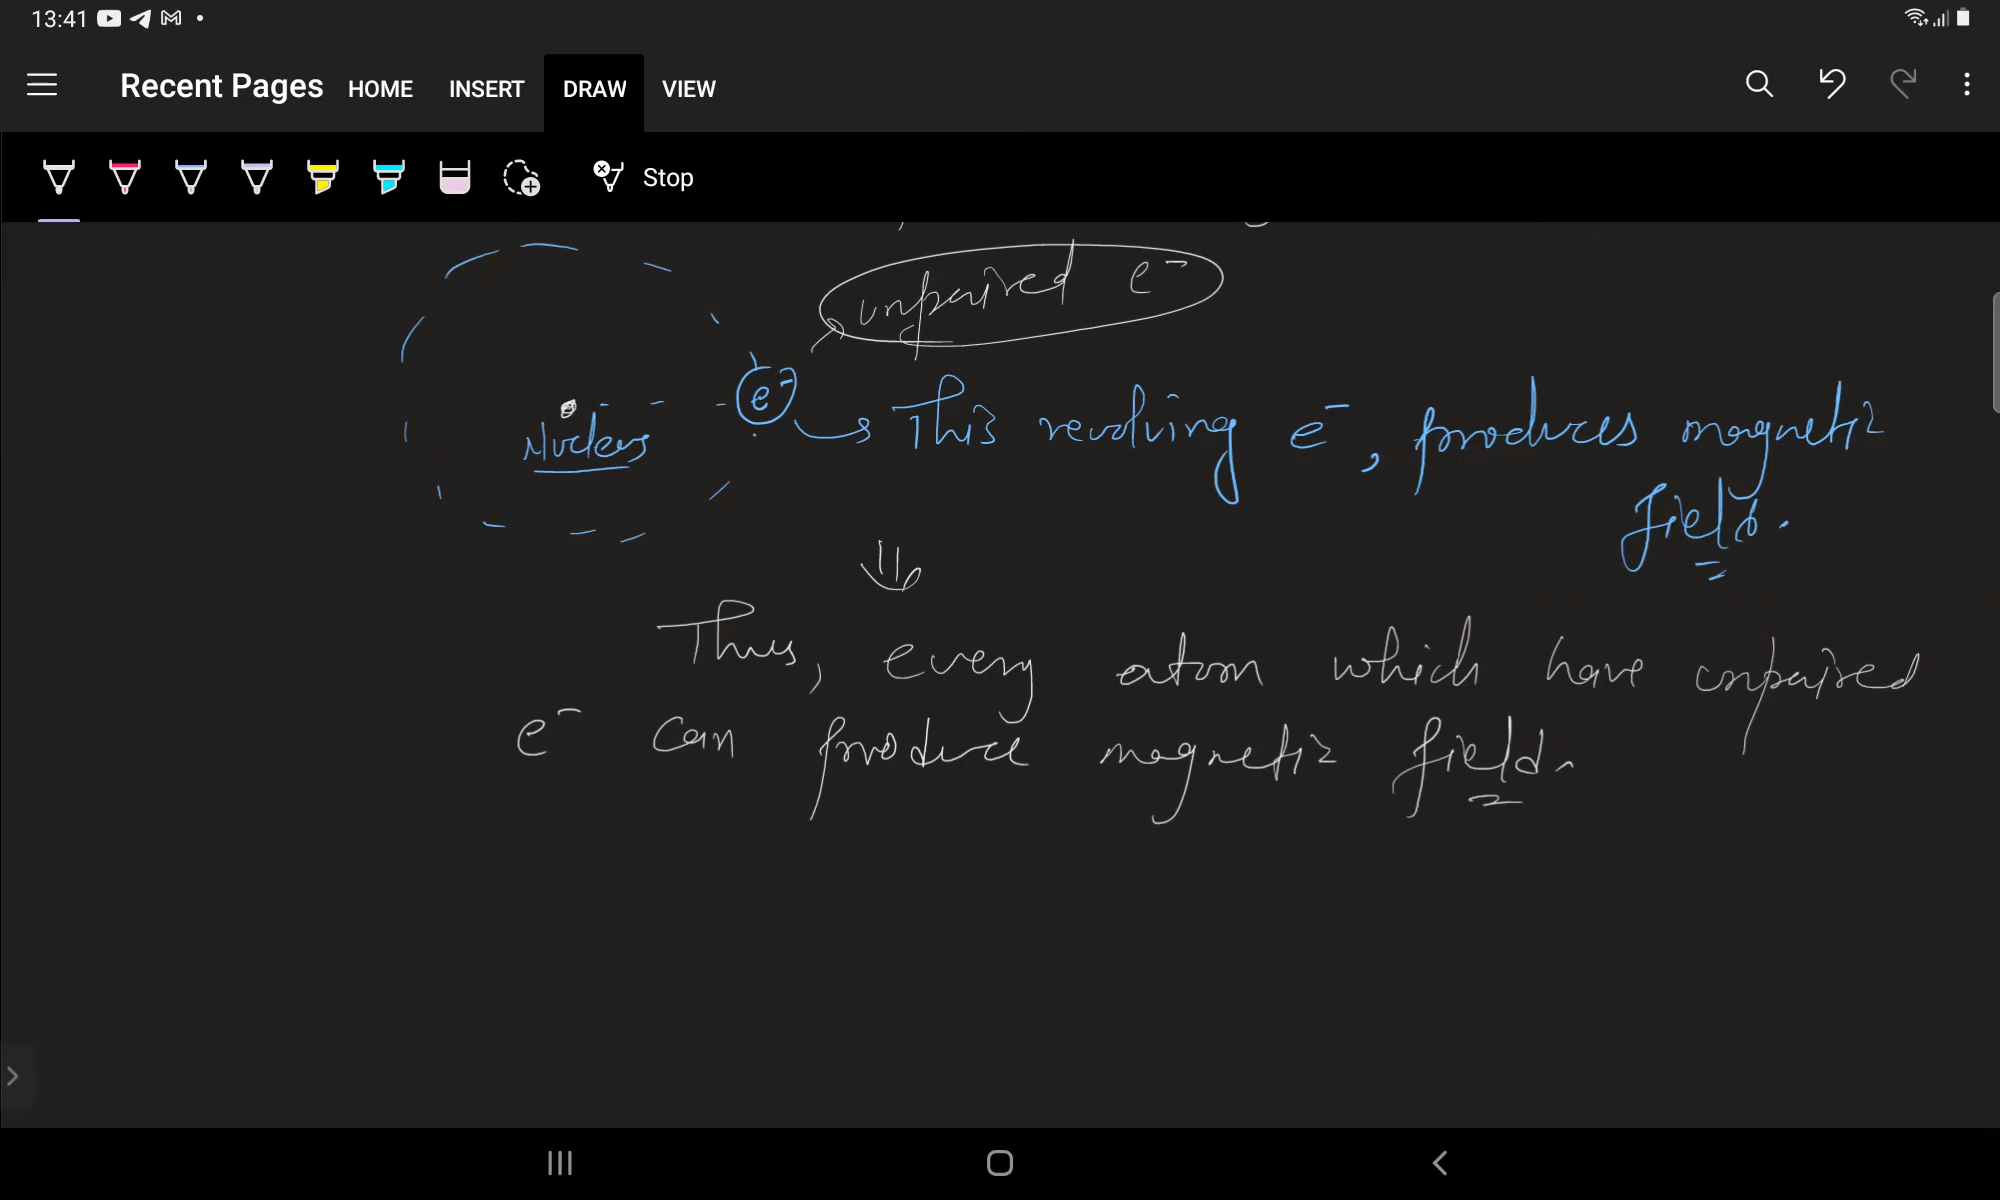 13:41
Recent Pages HOME INSERT DRAW VIEW
Stop
unpaired e⁻
e⁻
Nucleus
This revolving e⁻, produces magnetic
field.
Thus, every atom which have unpaired
e⁻ can produce magnetic field.